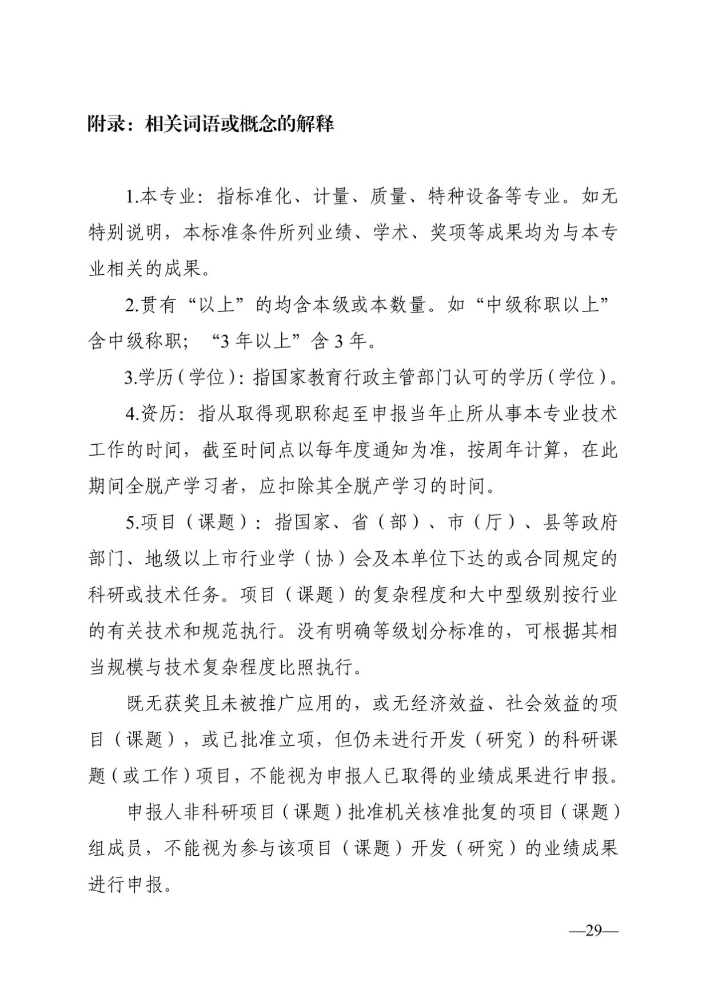 附录：相关词语或概念的解释
1.本专业：指标准化、计量、质量、特种设备等专业。如无
特别说明，本标准条件所列业绩、学术、奖项等成果均为与本专
业相关的成果。
2.贯有“以上”的均含本级或本数量。如“中级称职以上”
含中级称职；“3 年以上”含 3 年。
3.学历（学位）：指国家教育行政主管部门认可的学历（学位）。
4.资历：指从取得现职称起至申报当年止所从事本专业技术
工作的时间，截至时间点以每年度通知为准，按周年计算，在此
期间全脱产学习者，应扣除其全脱产学习的时间。
5.项目（课题）：指国家、省（部）、市（厅）、县等政府
部门、地级以上市行业学（协）会及本单位下达的或合同规定的
科研或技术任务。项目（课题）的复杂程度和大中型级别按行业
的有关技术和规范执行。没有明确等级划分标准的，可根据其相
当规模与技术复杂程度比照执行。
既无获奖且未被推广应用的，或无经济效益、社会效益的项
目（课题），或已批准立项，但仍未进行开发（研究）的科研课
题（或工作）项目，不能视为申报人已取得的业绩成果进行申报。
申报人非科研项目（课题）批准机关核准批复的项目（课题）
组成员，不能视为参与该项目（课题）开发（研究）的业绩成果
进行申报。
—29—